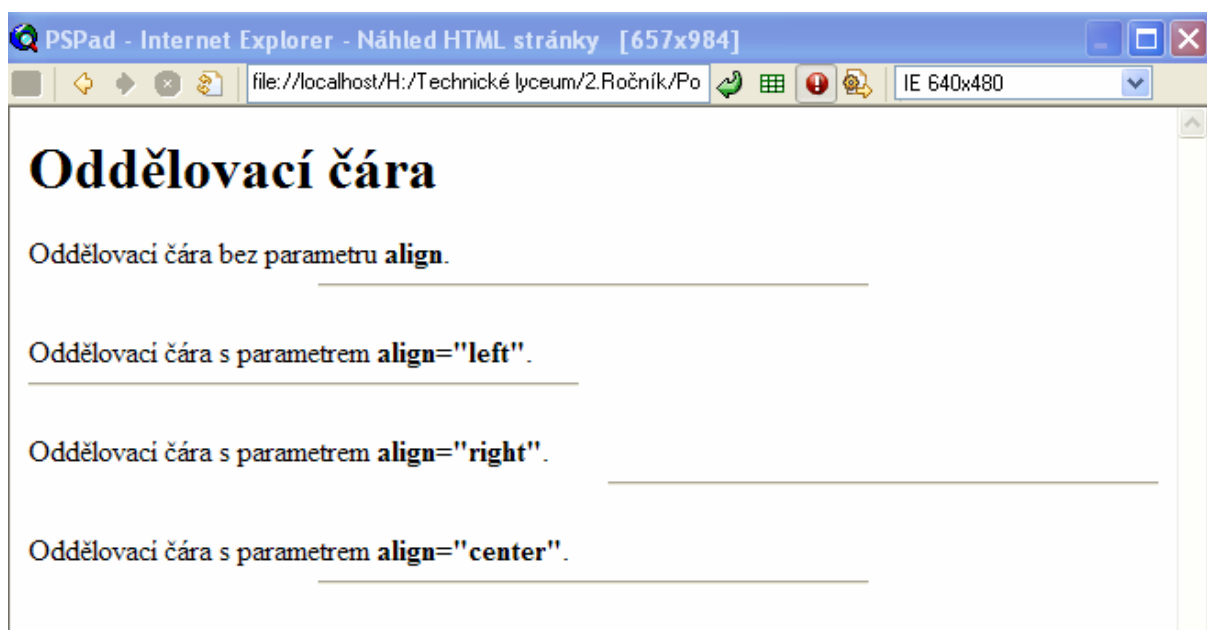 PSPad - Internet Explorer - Náhled HTML stránky [657x984]
file://localhost/H:/Technické lyceum/2.Ročník/Po IE 640x480
Oddělovací čára
Oddělovací čára bez parametru align.
Oddělovací čára s parametrem align="left".
Oddělovací čára s parametrem align="right".
Oddělovací čára s parametrem align="center".